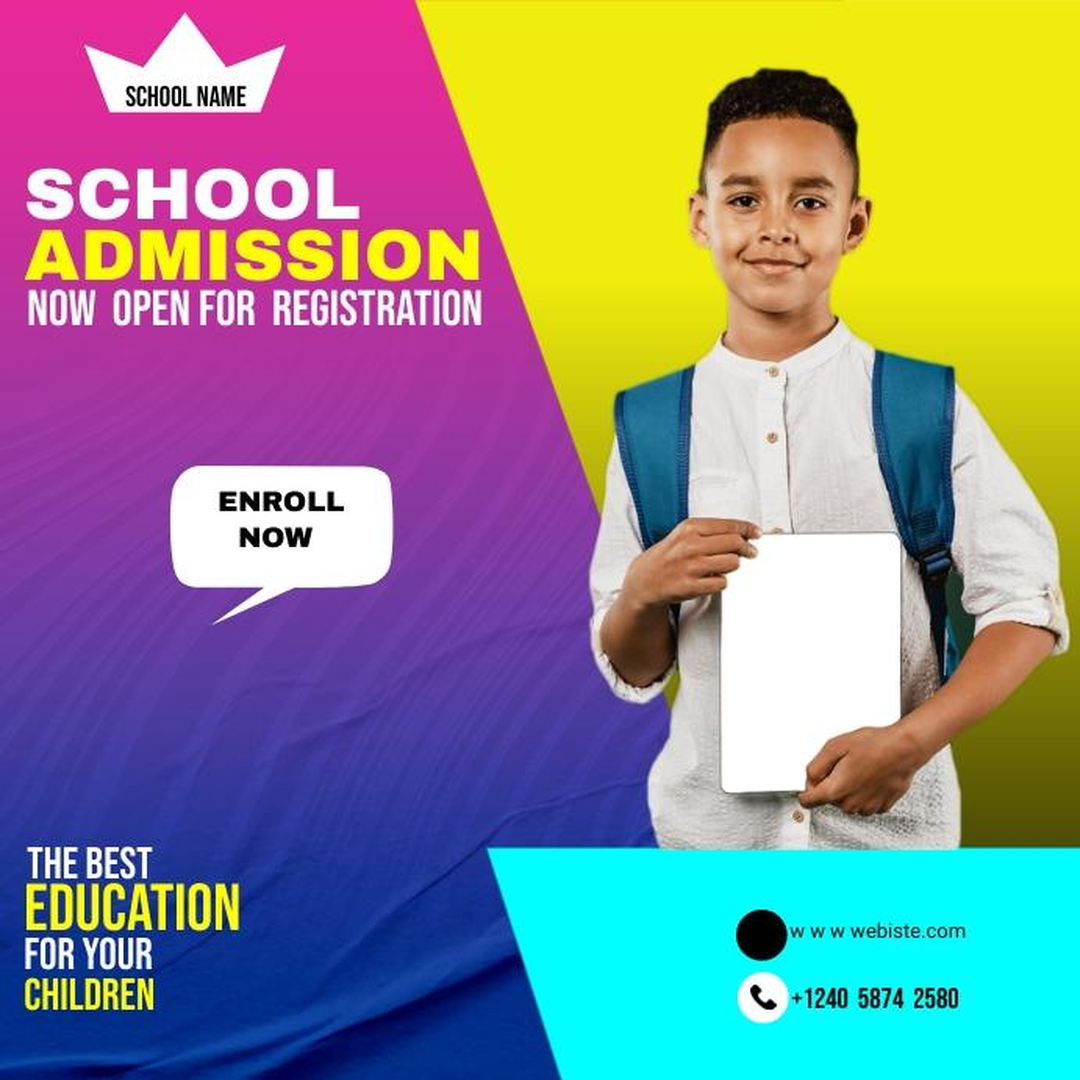 SCHOOL NAME
SCHOOL
ADMISSION
NOW OPEN FOR REGISTRATION
ENROLL
NOW
THE BEST
EDUCATION
FOR YOUR
CHILDREN
w w w webiste.com
+1240 5874 2580